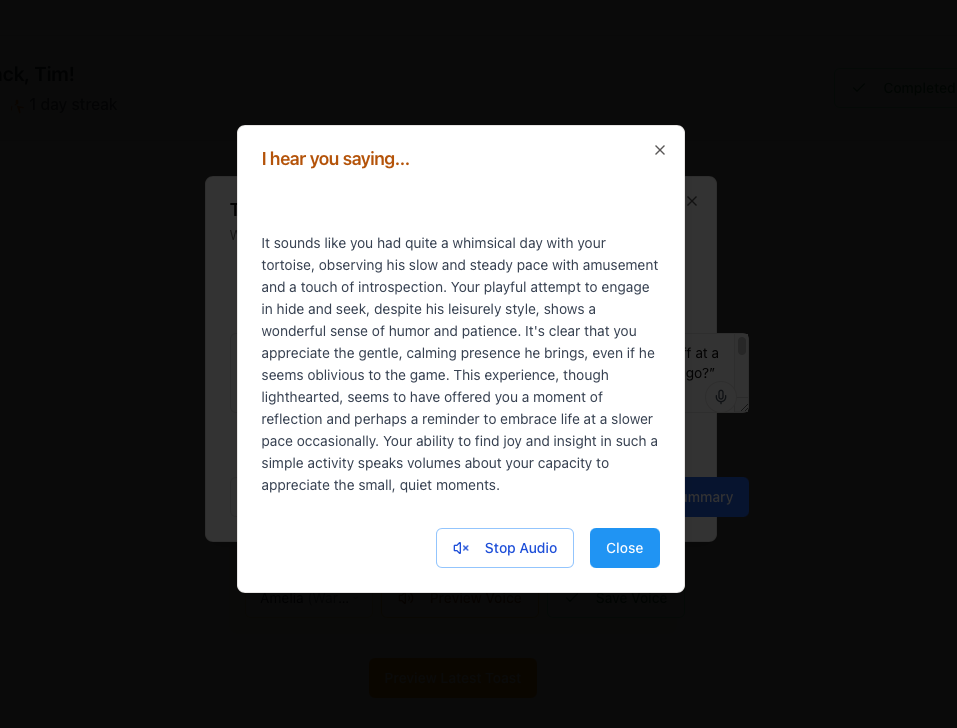 ck, Tim!
1 day streak
Completed
I hear you saying...
It sounds like you had quite a whimsical day with your
tortoise, observing his slow and steady pace with amusement
and a touch of introspection. Your playful attempt to engage
in hide and seek, despite his leisurely style, shows a
wonderful sense of humor and patience. It's clear that you
appreciate the gentle, calming presence he brings, even if he
seems oblivious to the game. This experience, though
lighthearted, seems to have offered you a moment of
reflection and perhaps a reminder to embrace life at a slower
pace occasionally. Your ability to find joy and insight in such a
simple activity speaks volumes about your capacity to
appreciate the small, quiet moments.
ff at a
go?”
mmary
Stop Audio
Close
Preview Voice
Save Voice